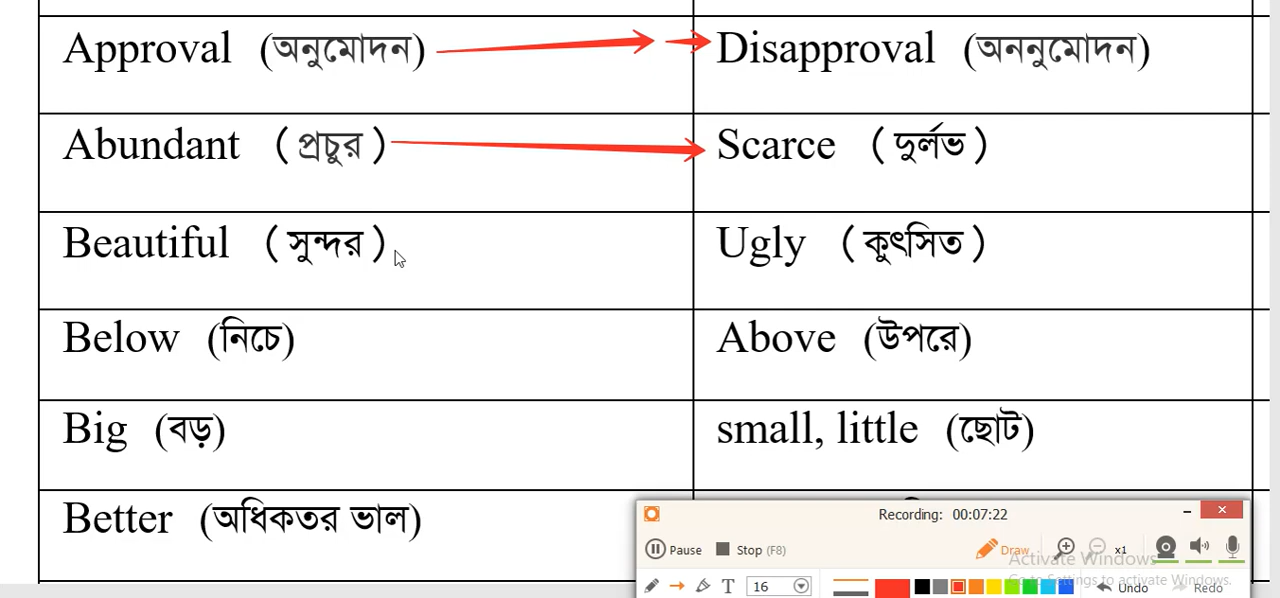 Approval (অনুমোদন) Disapproval (অননুমোদন)
Abundant ( প্রচুর ) Scarce ( দুর্লভ )
Beautiful ( সুন্দর ) Ugly ( কুৎসিত )
Below (নিচে) Above (উপরে)
Big (বড়) small, little (ছোট)
Better (অধিকতর ভাল)
Recording: 00:07:22
Pause Stop (F8) Draw x1
Activate Windows
Go to Settings to activate Windows.
T 16 Undo Redo